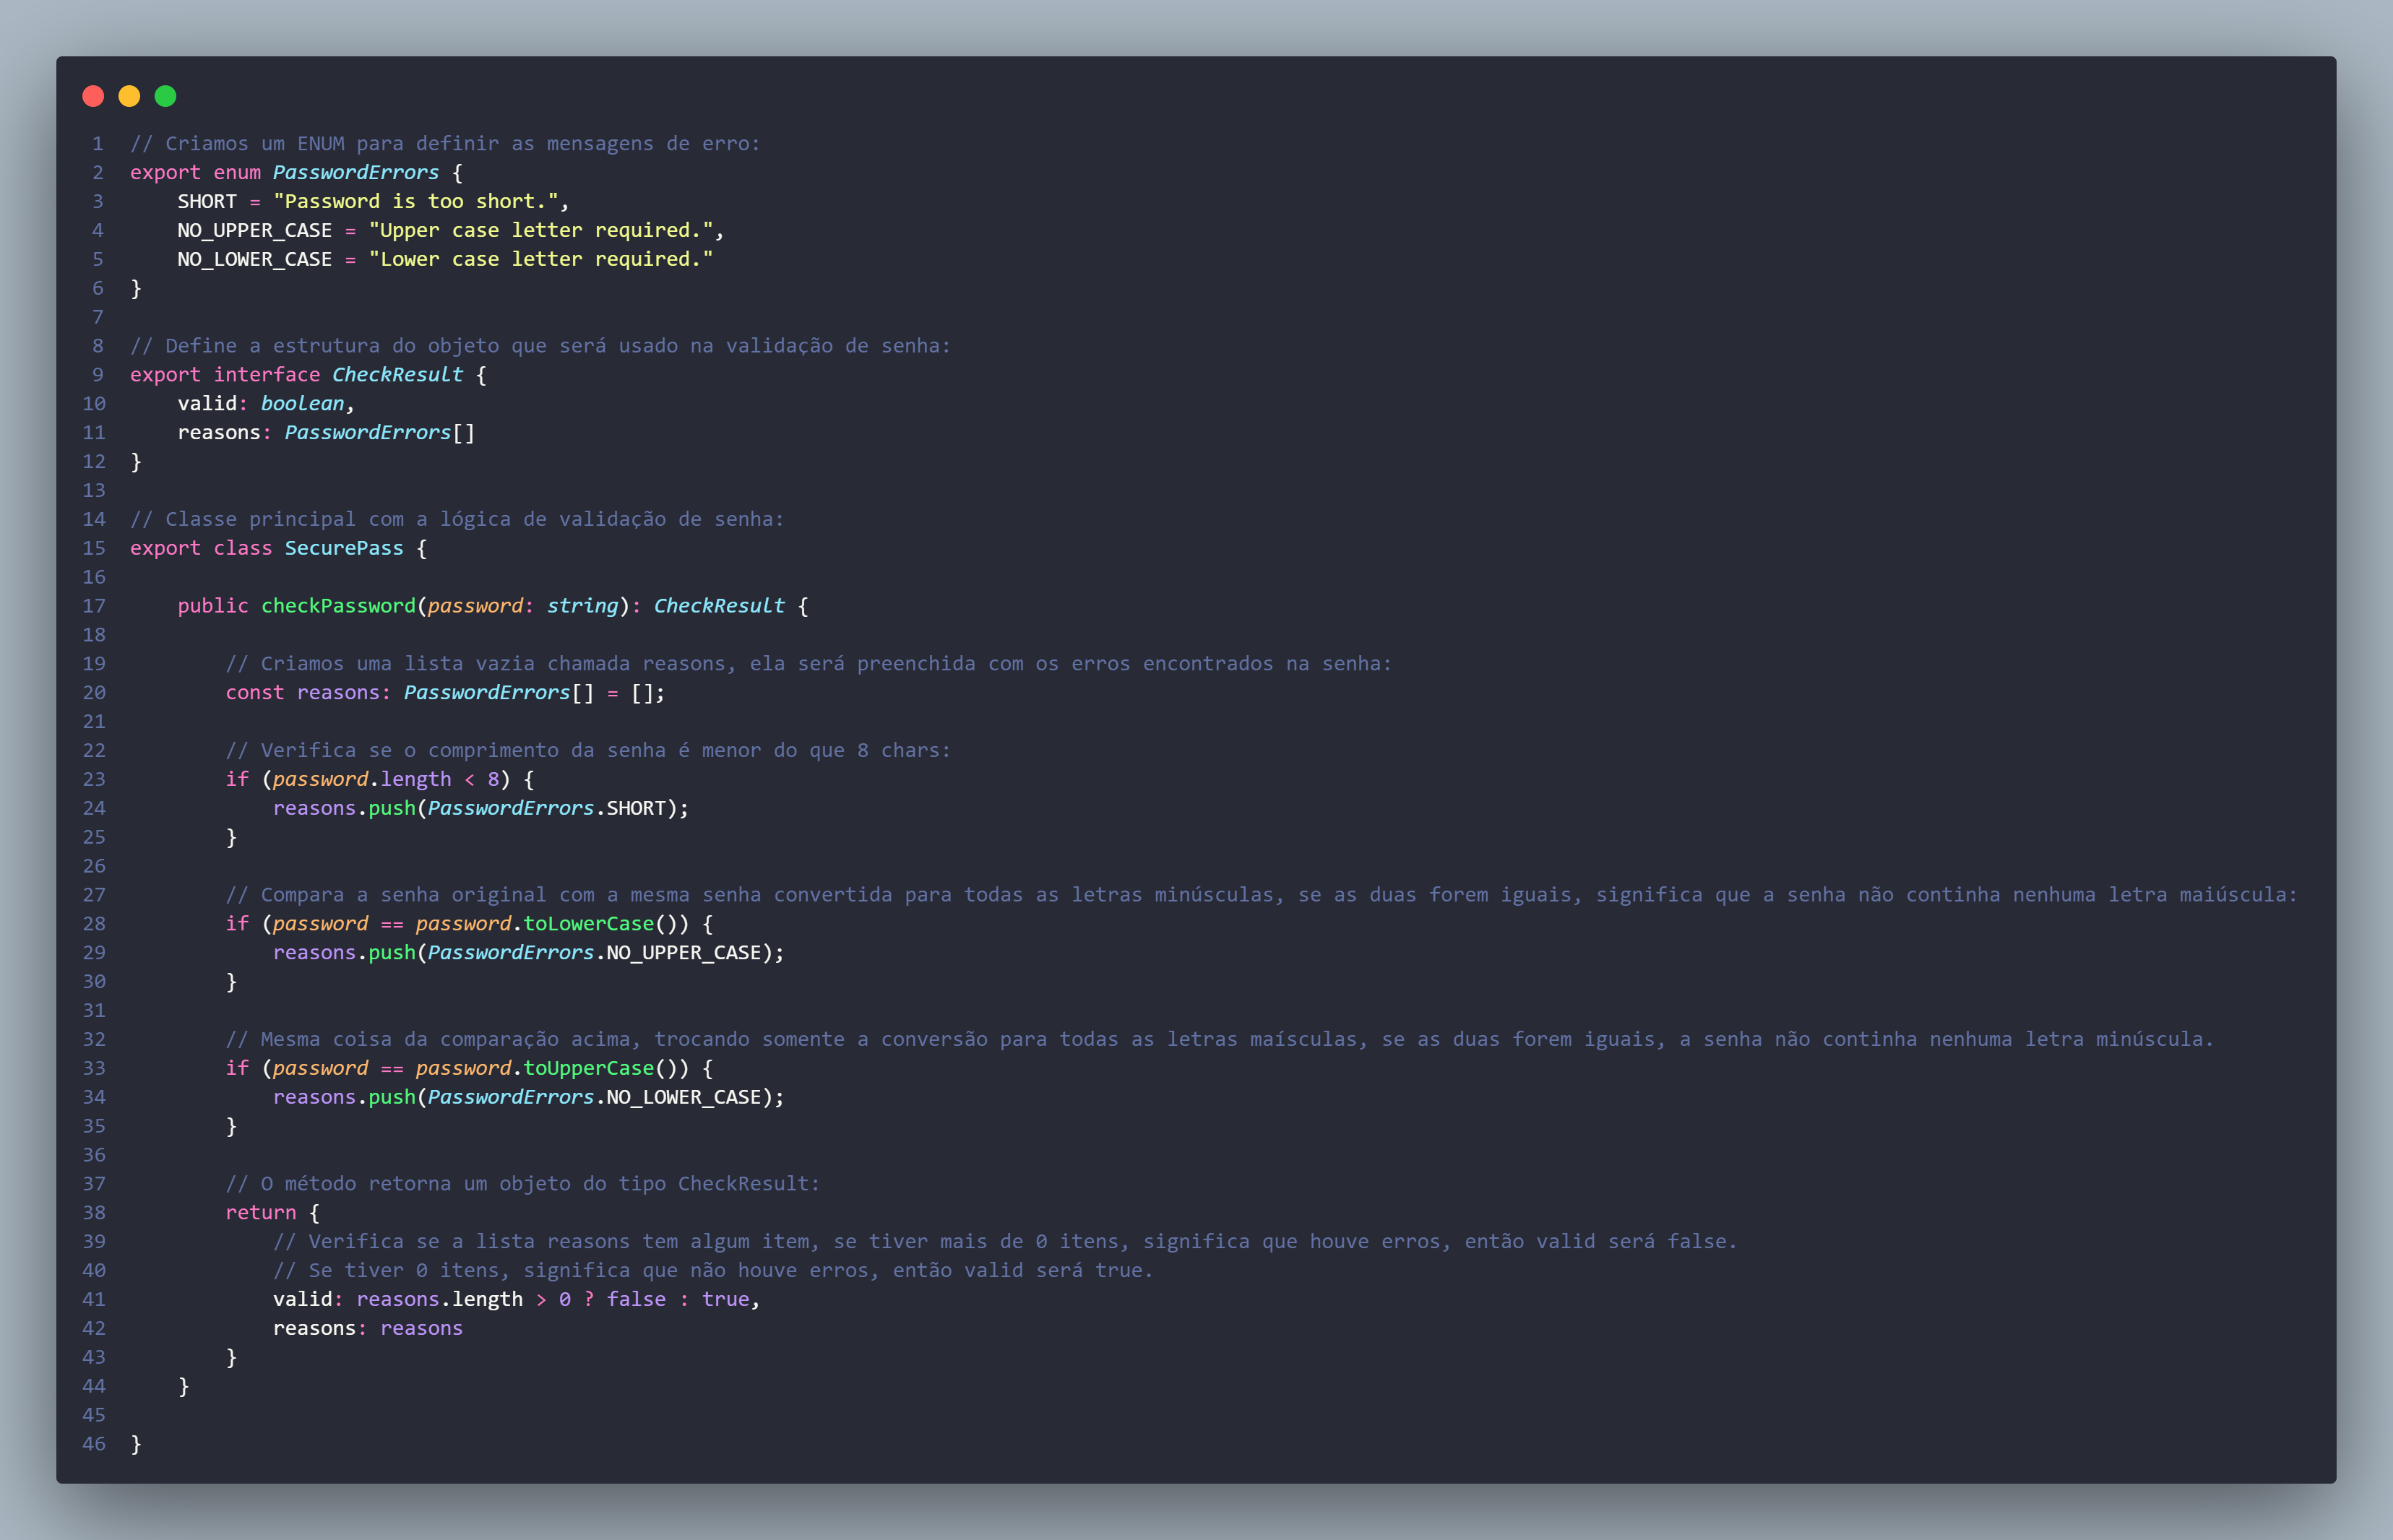 1 // Criamos um ENUM para definir as mensagens de erro:
2 export enum PasswordErrors {
3     SHORT = "Password is too short.",
4     NO_UPPER_CASE = "Upper case letter required.",
5     NO_LOWER_CASE = "Lower case letter required."
6 }
7
8 // Define a estrutura do objeto que será usado na validação de senha:
9 export interface CheckResult {
10     valid: boolean,
11     reasons: PasswordErrors[]
12 }
13
14 // Classe principal com a lógica de validação de senha:
15 export class SecurePass {
16
17     public checkPassword(password: string): CheckResult {
18
19         // Criamos uma lista vazia chamada reasons, ela será preenchida com os erros encontrados na senha:
20         const reasons: PasswordErrors[] = [];
21
22         // Verifica se o comprimento da senha é menor do que 8 chars:
23         if (password.length < 8) {
24             reasons.push(PasswordErrors.SHORT);
25         }
26
27         // Compara a senha original com a mesma senha convertida para todas as letras minúsculas, se as duas forem iguais, significa que a senha não continha nenhuma letra maiúscula:
28         if (password == password.toLowerCase()) {
29             reasons.push(PasswordErrors.NO_UPPER_CASE);
30         }
31
32         // Mesma coisa da comparação acima, trocando somente a conversão para todas as letras maísculas, se as duas forem iguais, a senha não continha nenhuma letra minúscula.
33         if (password == password.toUpperCase()) {
34             reasons.push(PasswordErrors.NO_LOWER_CASE);
35         }
36
37         // O método retorna um objeto do tipo CheckResult:
38         return {
39             // Verifica se a lista reasons tem algum item, se tiver mais de 0 itens, significa que houve erros, então valid será false.
40             // Se tiver 0 itens, significa que não houve erros, então valid será true.
41             valid: reasons.length > 0 ? false : true,
42             reasons: reasons
43         }
44     }
45
46 }